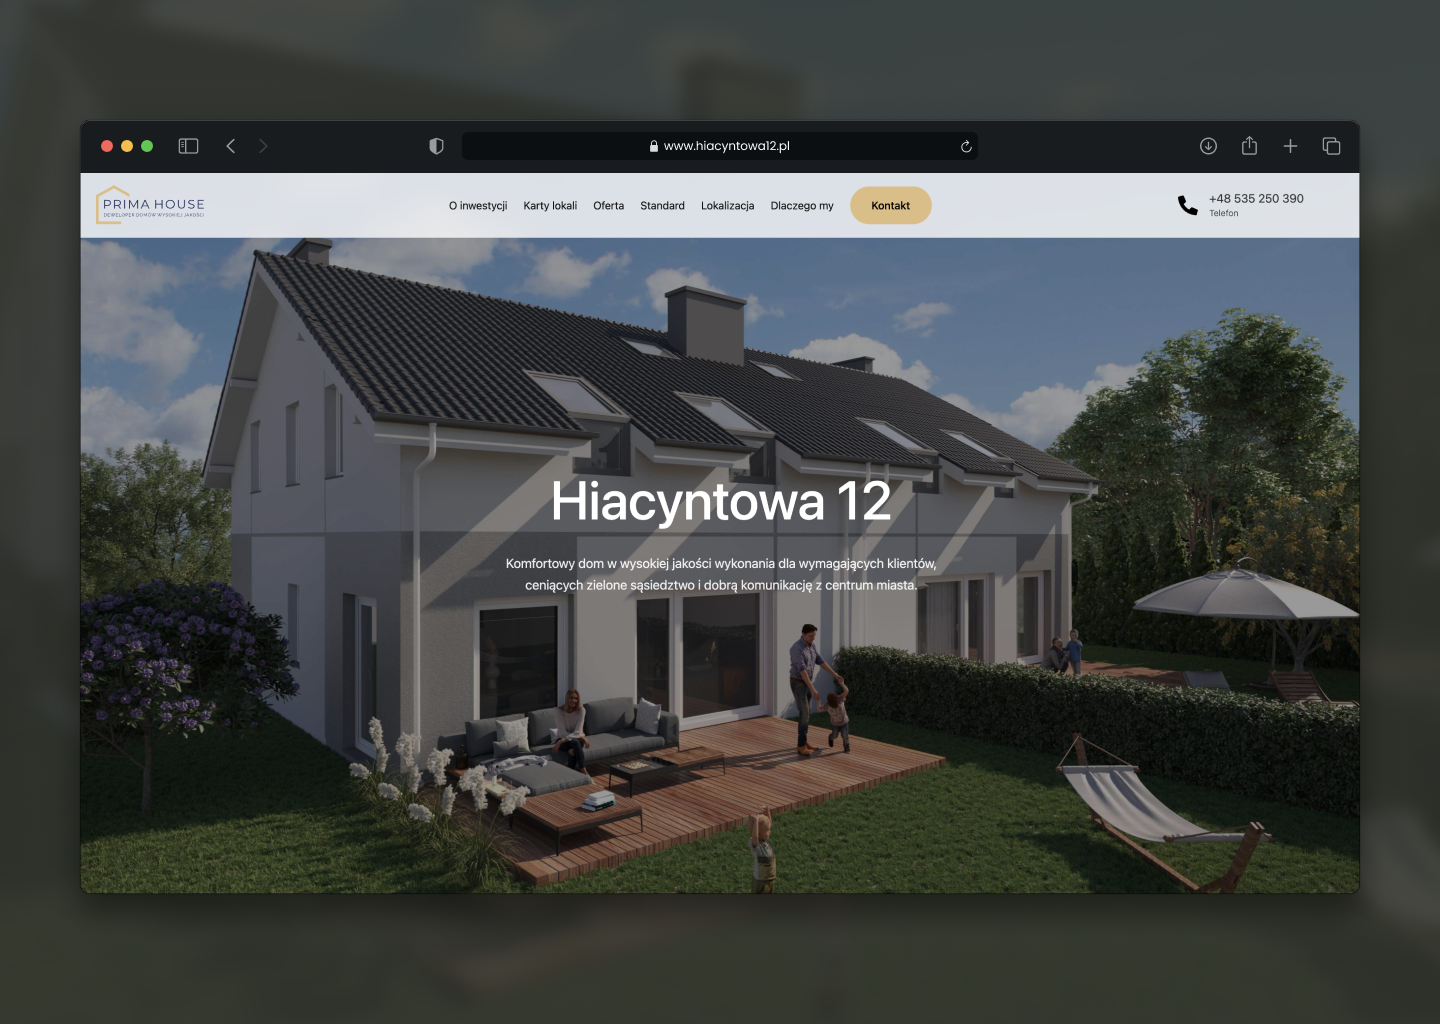 www.hiacyntowa12.pl
PRIMA HOUSE
DEWELOPER DOMÓW WYSOKIEJ JAKOŚCI
O inwestycji
Karty lokali
Oferta
Standard
Lokalizacja
Dlaczego my
Kontakt
+48 535 250 390
Telefon
Hiacyntowa 12
Komfortowy dom w wysokiej jakości wykonania dla wymagających klientów,
ceniących zielone sąsiedztwo i dobrą komunikację z centrum miasta.